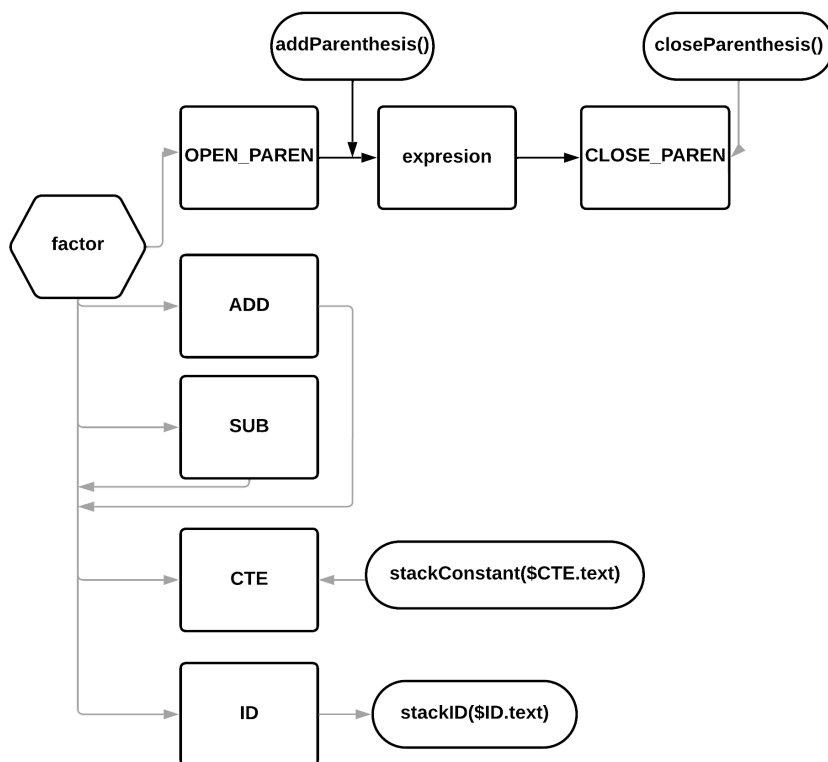 addParenthesis()
closeParenthesis()
OPEN_PAREN
expresion
CLOSE_PAREN
factor
ADD
SUB
CTE
stackConstant($CTE.text)
ID
stackID($ID.text)